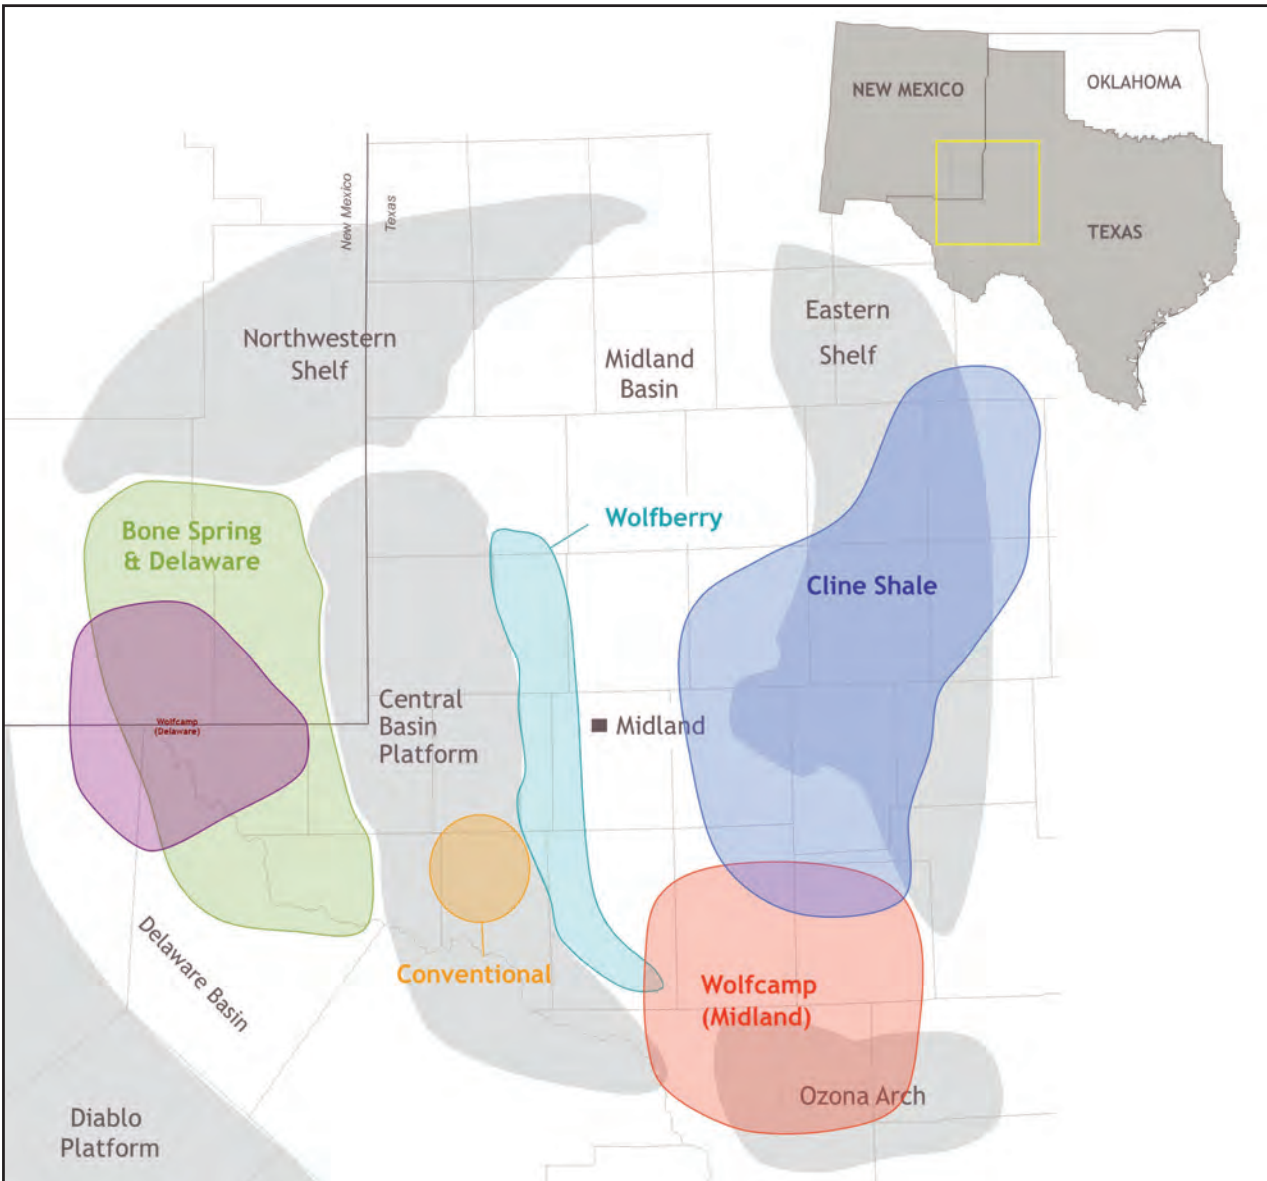 NEW MEXICO
OKLAHOMA
TEXAS
New Mexico
Texas
Northwestern
Shelf
Midland
Basin
Eastern
Shelf
Bone Spring
& Delaware
Wolfberry
Cline Shale
Wolfcamp
(Delaware)
Central
Basin
Platform
Midland
Delaware Basin
Conventional
Wolfcamp
(Midland)
Ozona Arch
Diablo
Platform